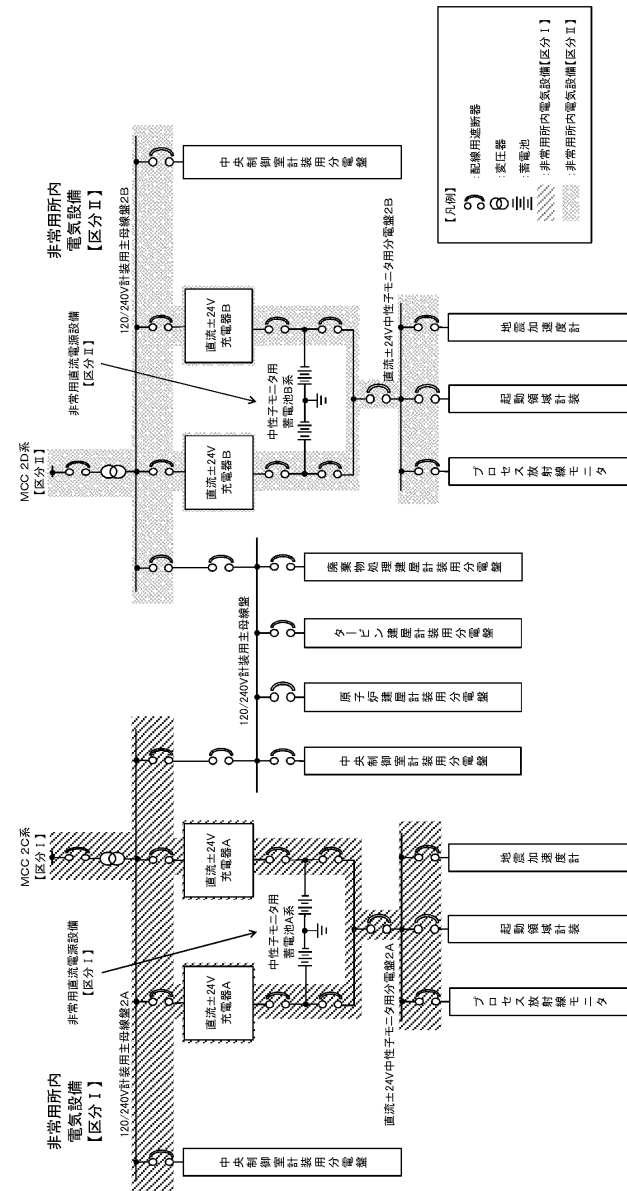 非常用所内
電気設備
【区分Ⅰ】
120/240V計装用主母線盤2A
中央制御室計装用分電盤
非常用直流電源設備
【区分Ⅰ】
MCC 2C系
【区分Ⅰ】
直流±24V
充電器A
直流±24V
充電器A
中性子モニタ用
蓄電池A系
直流±24V中性子モニタ用分電盤2A
プロセス放射線モニタ
起動領域計装
地震加速度計
120/240V計装用主母線盤
中央制御室計装用分電盤
原子炉建屋計装用分電盤
タービン建屋計装用分電盤
廃棄物処理建屋計装用分電盤
MCC 2D系
【区分Ⅱ】
非常用直流電源設備
【区分Ⅱ】
非常用所内
電気設備
【区分Ⅱ】
120/240V計装用主母線盤2B
直流±24V
充電器B
直流±24V
充電器B
中央制御室計装用分電盤
中性子モニタ用
蓄電池B系
直流±24V中性子モニタ用分電盤2B
プロセス放射線モニタ
起動領域計装
地震加速度計
【凡例】
:配線用遮断器
:変圧器
:蓄電池
:非常用所内電気設備【区分Ⅰ】
:非常用所内電気設備【区分Ⅱ】